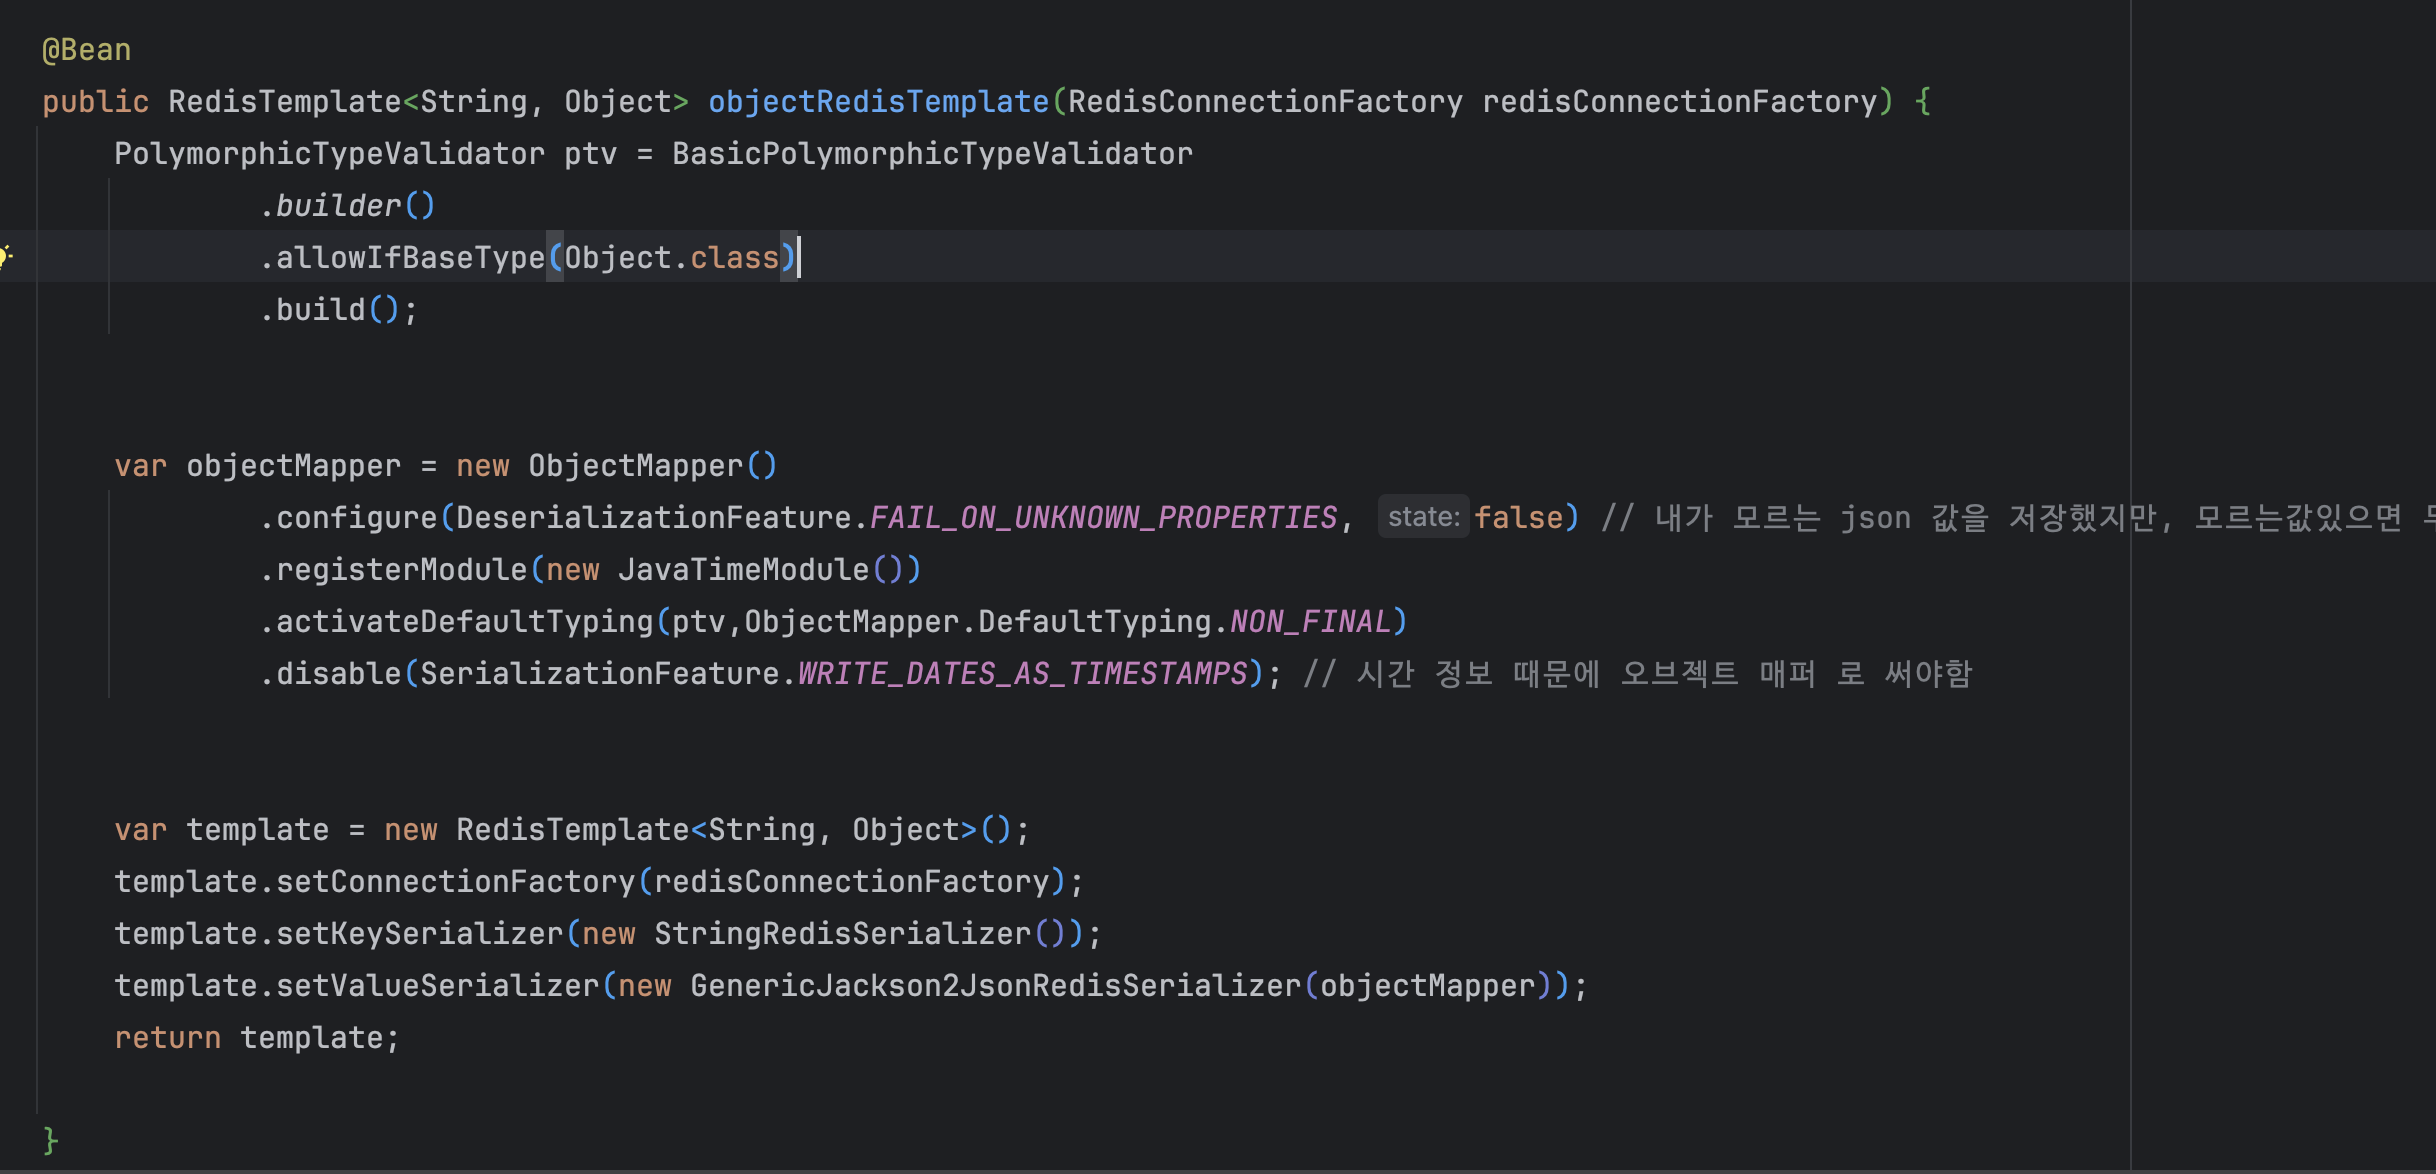 @Bean
public RedisTemplate<String, Object> objectRedisTemplate(RedisConnectionFactory redisConnectionFactory) {
PolymorphicTypeValidator ptv = BasicPolymorphicTypeValidator
.builder()
.allowIfBaseType(Object.class)
.build();
var objectMapper = new ObjectMapper()
.configure(DeserializationFeature.FAIL_ON_UNKNOWN_PROPERTIES, state: false) // 내가 모르는 json 값을 저장했지만, 모르는값있으면
.registerModule(new JavaTimeModule())
.activateDefaultTyping(ptv,ObjectMapper.DefaultTyping.NON_FINAL)
.disable(SerializationFeature.WRITE_DATES_AS_TIMESTAMPS); // 시간 정보 때문에 오브젝트 매퍼 로 써야함
var template = new RedisTemplate<String, Object>();
template.setConnectionFactory(redisConnectionFactory);
template.setKeySerializer(new StringRedisSerializer());
template.setValueSerializer(new GenericJackson2JsonRedisSerializer(objectMapper));
return template;
}